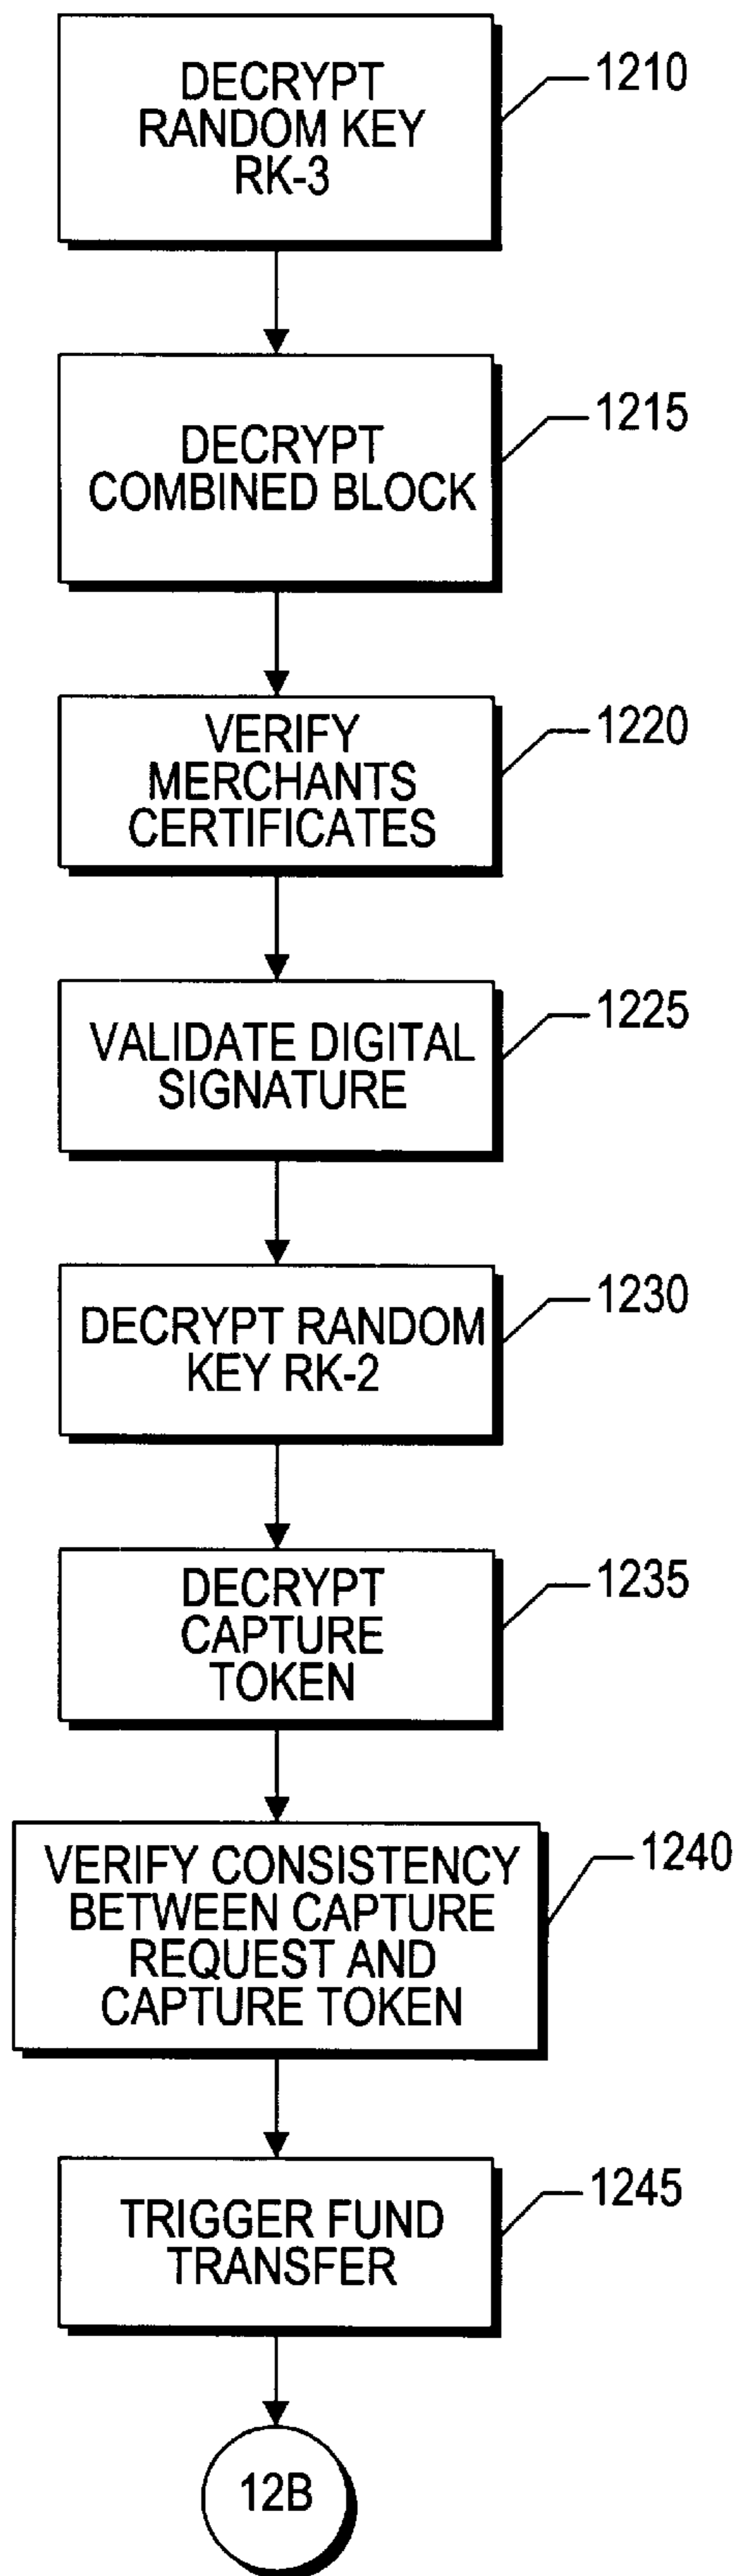 DECRYPT
RANDOM KEY
RK-3
1210
DECRYPT
COMBINED BLOCK
1215
VERIFY
MERCHANTS
CERTIFICATES
1220
VALIDATE DIGITAL
SIGNATURE
1225
DECRYPT RANDOM
KEY RK-2
1230
DECRYPT
CAPTURE
TOKEN
1235
VERIFY CONSISTENCY
BETWEEN CAPTURE
REQUEST AND
CAPTURE TOKEN
1240
TRIGGER FUND
TRANSFER
1245
12B